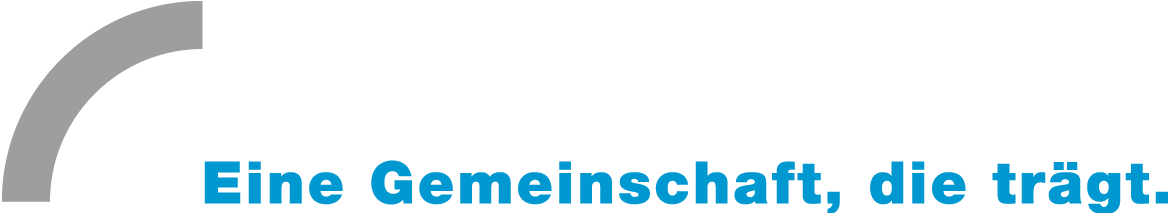 Eine Gemeinschaft, die trägt.